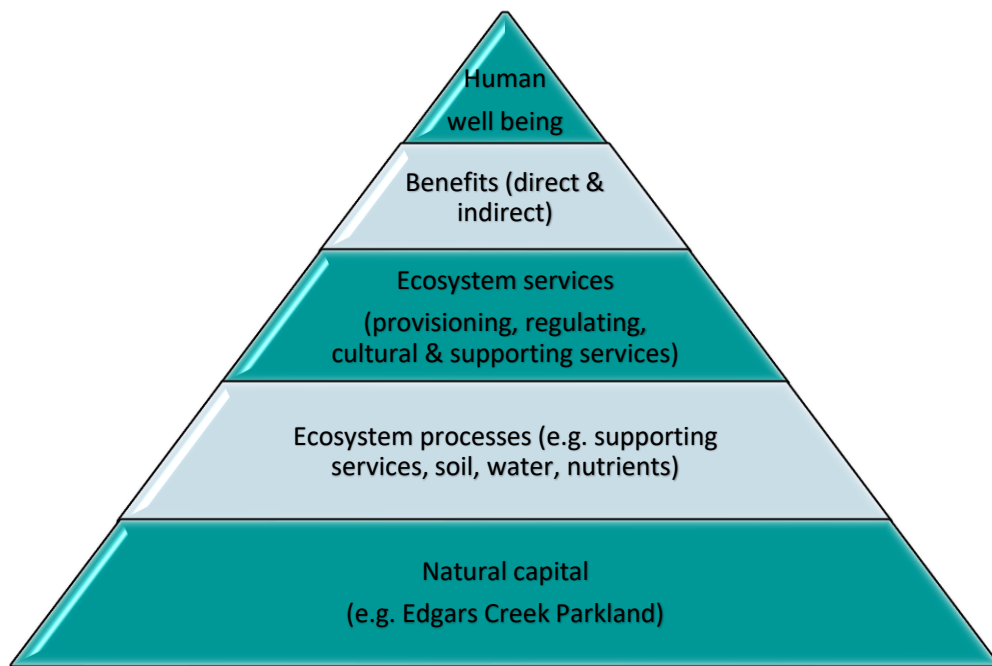 Human
well being
Benefits (direct &
indirect)
Ecosystem services
(provisioning, regulating,
cultural & supporting services)
Ecosystem processes (e.g. supporting
services, soil, water, nutrients)
Natural capital
(e.g. Edgars Creek Parkland)